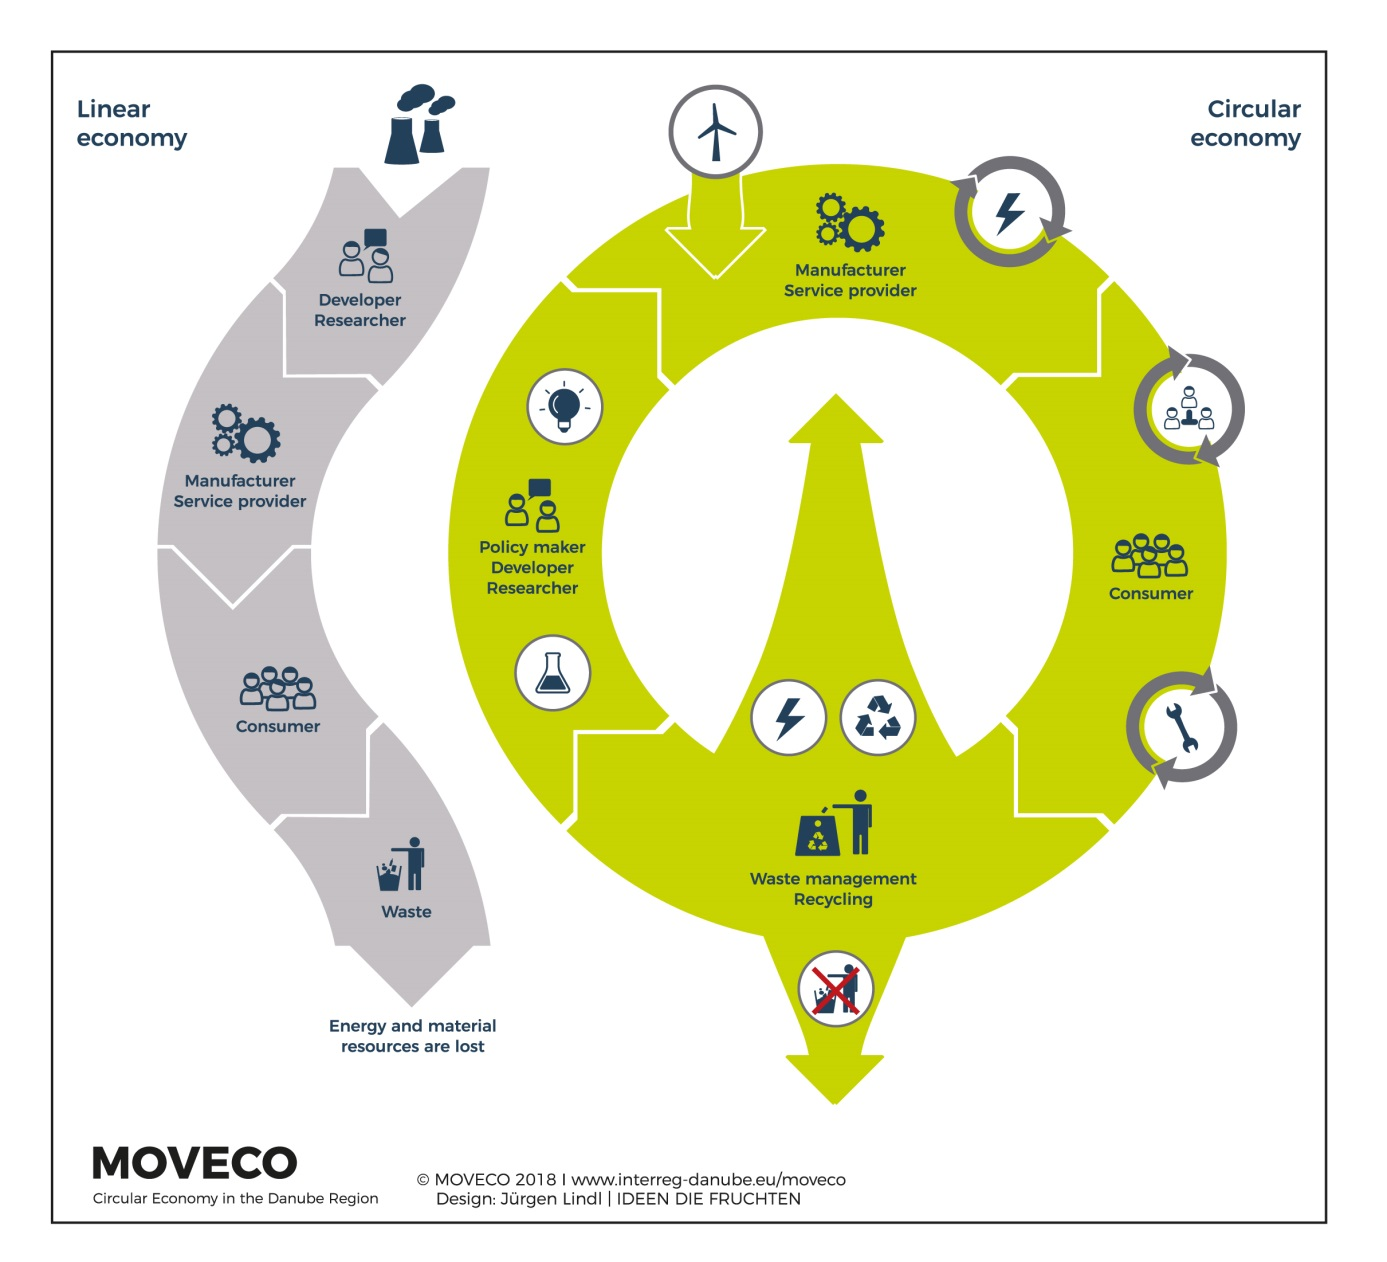 Linear
economy
Circular
economy
Developer
Researcher
Manufacturer
Service provider
Consumer
Waste
Energy and material
resources are lost
Manufacturer
Service provider
Policy maker
Developer
Researcher
Consumer
Waste management
Recycling
MOVECO
Circular Economy in the Danube Region
© MOVECO 2018 I www.interreg-danube.eu/moveco
Design: Jürgen Lindl | IDEEN DIE FRUCHTEN